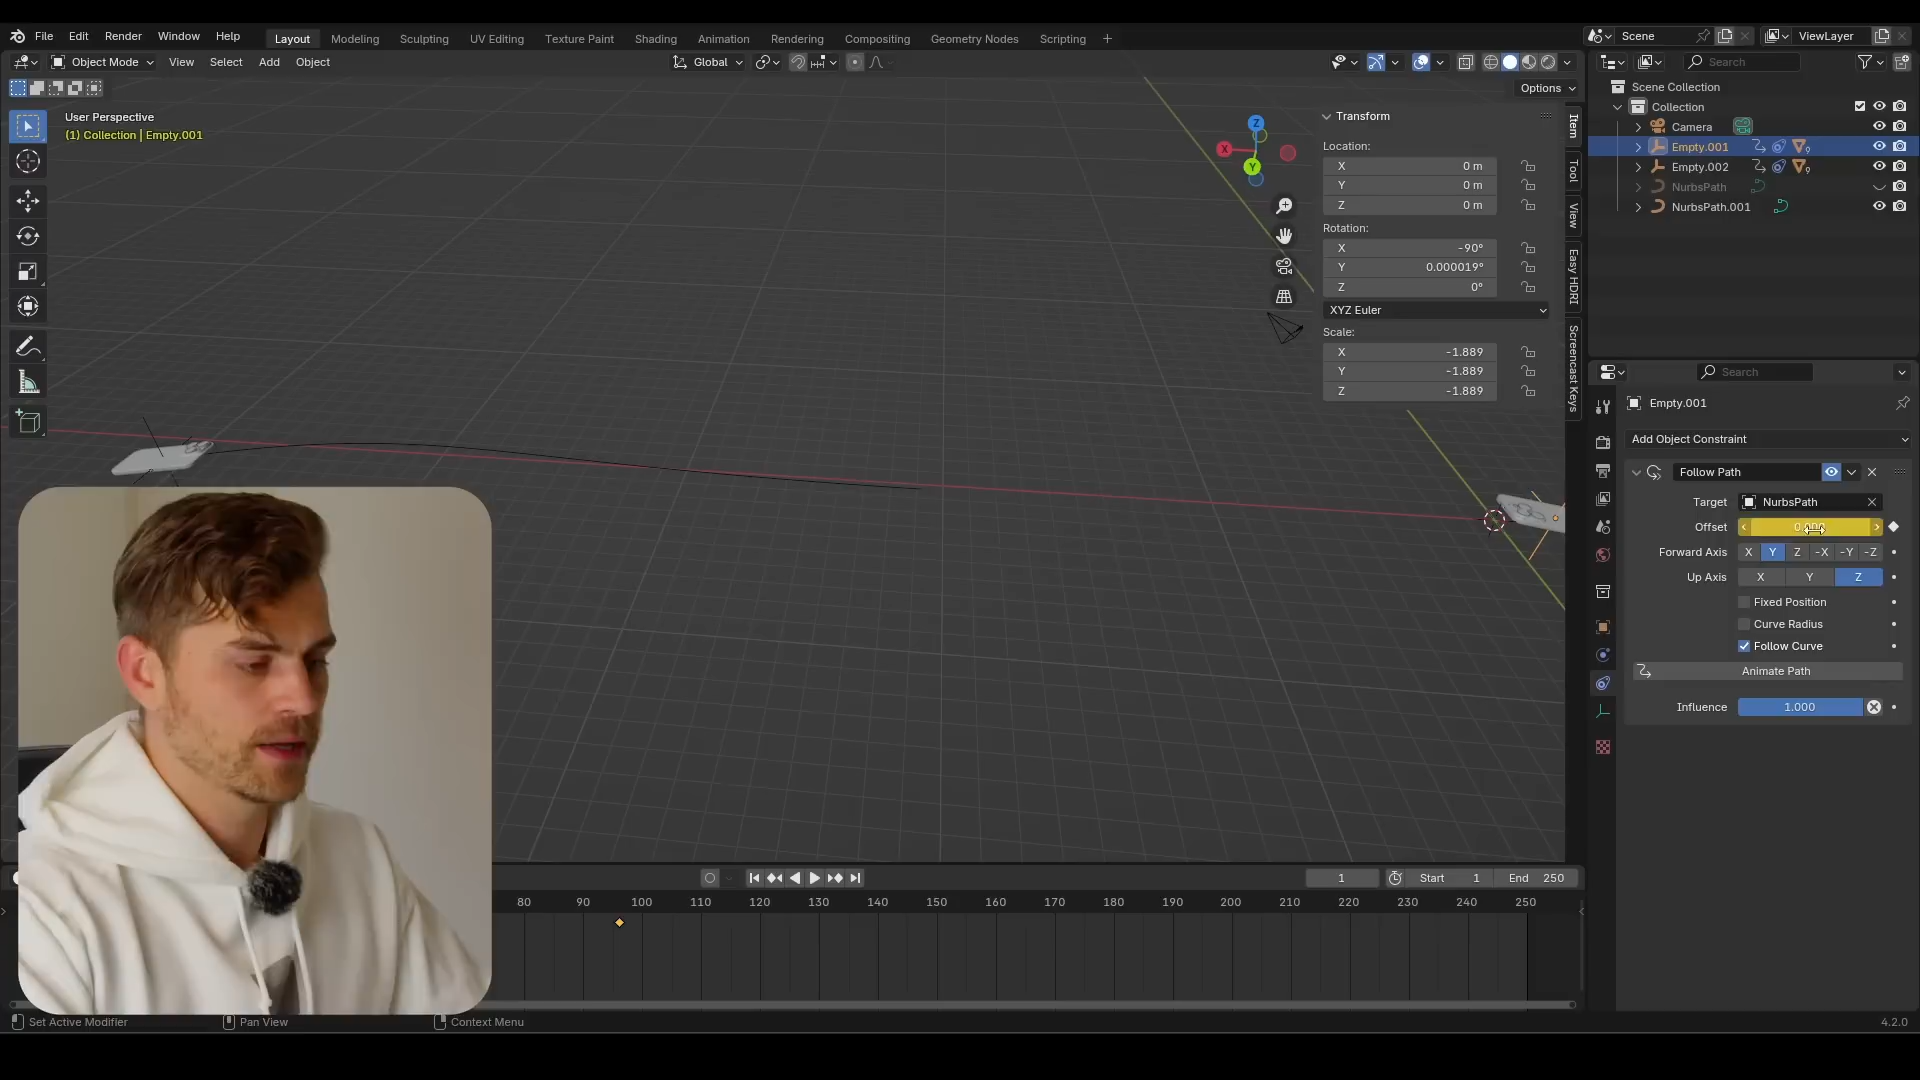 File Edit Render Window Help Layout Modeling Sculpting UV Editing Texture Paint Shading Animation Rendering Compositing Geometry Nodes Scripting + Scene ViewLayer
Object Mode View Select Add Object Global Search
Options
User Perspective
(1) Collection | Empty.001
Z
X
Y
Transform
Location:
X 0 m
Y 0 m
Z 0 m
Rotation:
X -90°
Y 0.000019°
Z 0°
XYZ Euler
Scale:
X -1.889
Y -1.889
Z -1.889
Item
Tool
View
Easy HDRI
Screencast Keys
Scene Collection
Collection
Camera
Empty.001 9
Empty.002 9
NurbsPath
NurbsPath.001
Search
Empty.001
Add Object Constraint
Follow Path
Target NurbsPath
Offset
Forward Axis X Y Z -X -Y -Z
Up Axis X Y Z
Fixed Position
Curve Radius
Follow Curve
Animate Path
Influence 1.000
1 Start 1 End 250
80 90 100 110 120 130 140 150 160 170 180 190 200 210 220 230 240 250
Set Active Modifier Pan View Context Menu 4.2.0